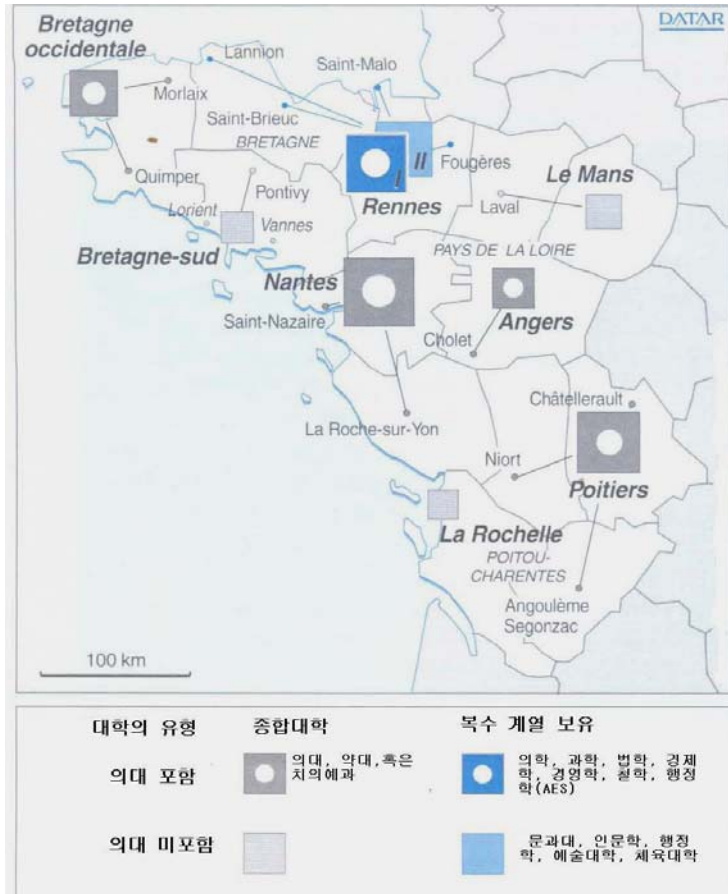 DATAR
Bretagne
occidentale
Lannion
Saint-Malo
Morlaix
Saint-Brieuc
BRETAGNE
II
Fougères
I
Rennes
Le Mans
Quimper
Pontivy
Laval
Lorient
Vannes
Bretagne-sud
PAYS DE LA LOIRE
Nantes
Saint-Nazaire
Angers
Cholet
Châtellerault
La Roche-sur-Yon
Niort
Poitiers
La Rochelle
POITOU-
CHARENTES
Angoulème
Segonzac
100 km
대학의 유형 종합대학 복수 계열 보유
의대 포함
의대, 약대,혹은
치의예과
의학, 과학, 법학, 경제
학, 경영학, 철학, 행정
학(AES)
의대 미포함
문과대, 인문학, 행정
학, 예술대학, 체육대학